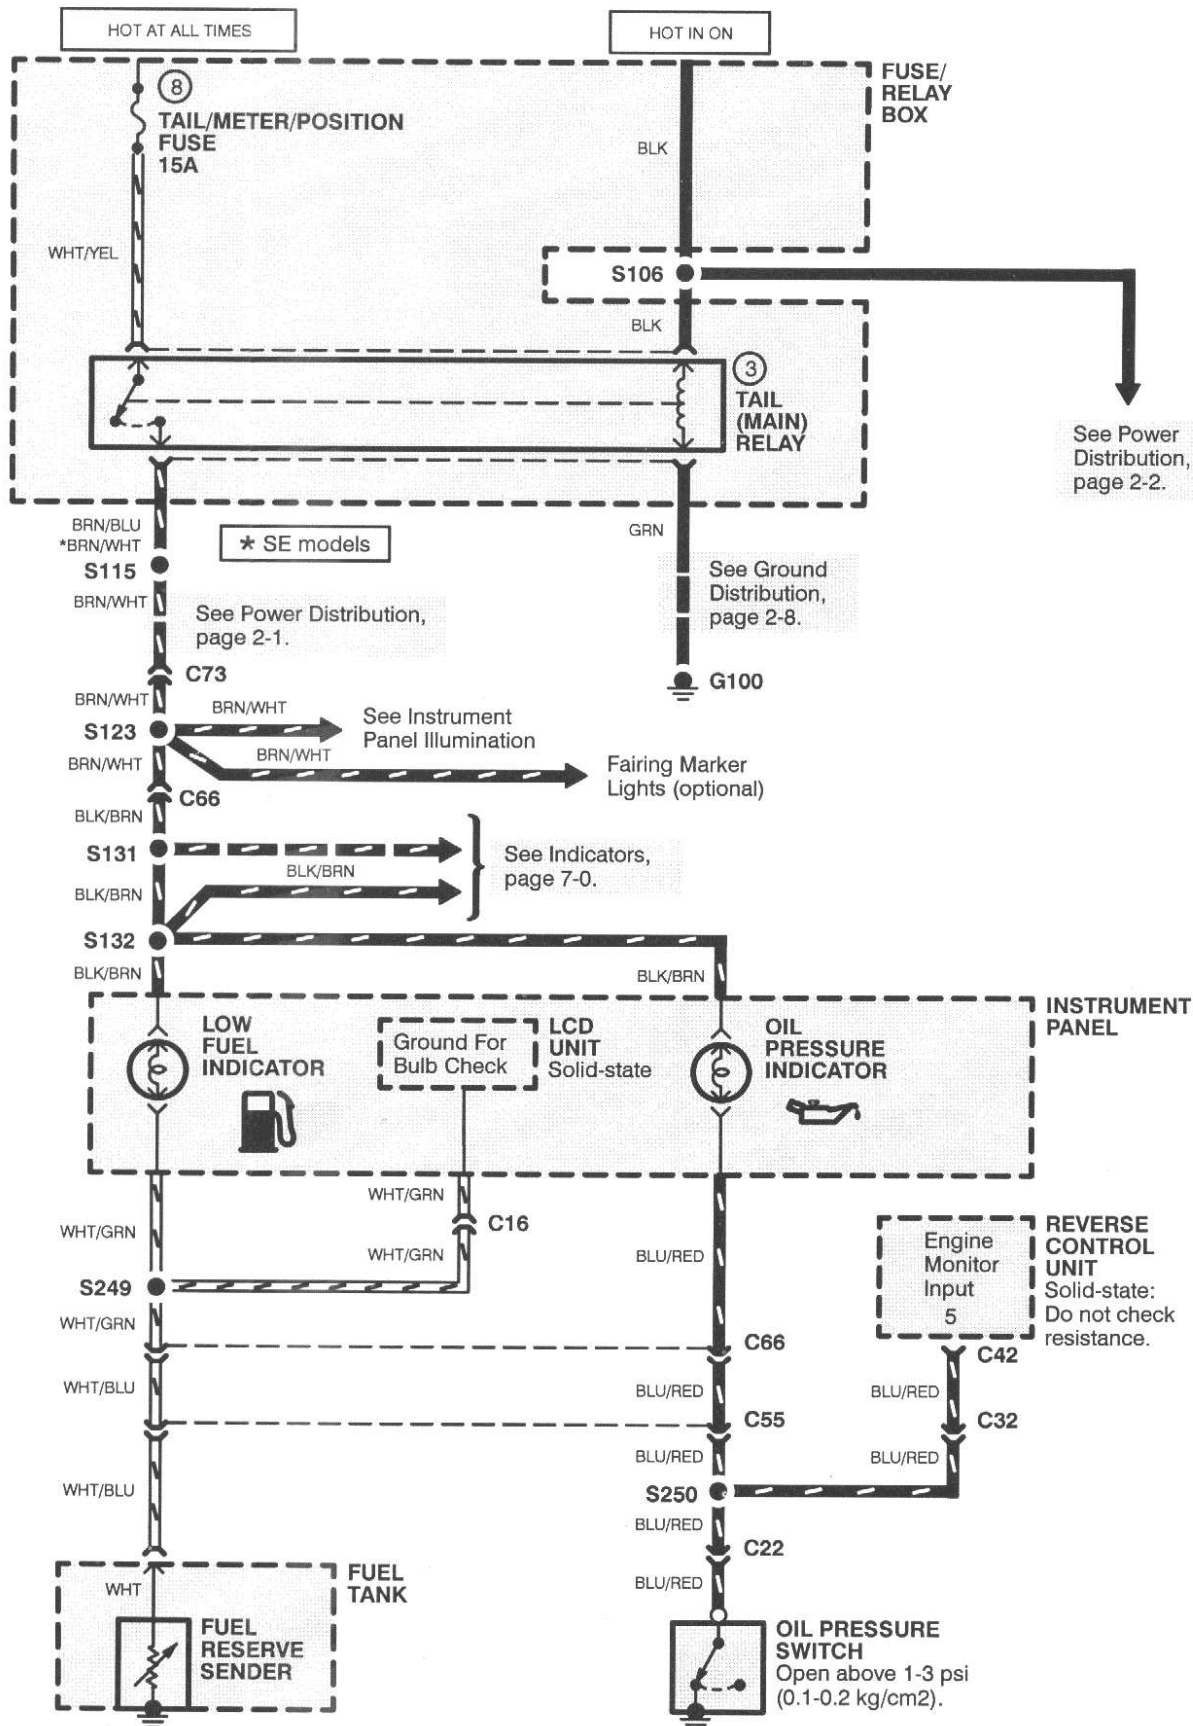 HOT AT ALL TIMES
HOT IN ON
8
TAIL/METER/POSITION
FUSE
15A
FUSE/
RELAY
BOX
BLK
WHT/YEL
S106
BLK
3
TAIL
(MAIN)
RELAY
See Power
Distribution,
page 2-2.
BRN/BLU
*BRN/WHT
* SE models
GRN
S115
BRN/WHT
See Power Distribution,
page 2-1.
See Ground
Distribution,
page 2-8.
C73
G100
BRN/WHT
BRN/WHT
S123
See Instrument
Panel Illumination
BRN/WHT
BRN/WHT
Fairing Marker
Lights (optional)
C66
BLK/BRN
S131
See Indicators,
page 7-0.
BLK/BRN
BLK/BRN
S132
BLK/BRN
BLK/BRN
INSTRUMENT
PANEL
LOW
FUEL
INDICATOR
Ground For
Bulb Check
LCD
UNIT
Solid-state
OIL
PRESSURE
INDICATOR
WHT/GRN
C16
WHT/GRN
WHT/GRN
BLU/RED
Engine
Monitor
Input
5
REVERSE
CONTROL
UNIT
Solid-state:
Do not check
resistance.
S249
WHT/GRN
C66
C42
WHT/BLU
BLU/RED
BLU/RED
C55
C32
BLU/RED
BLU/RED
WHT/BLU
S250
BLU/RED
C22
BLU/RED
FUEL
TANK
WHT
FUEL
RESERVE
SENDER
OIL PRESSURE
SWITCH
Open above 1-3 psi
(0.1-0.2 kg/cm2).